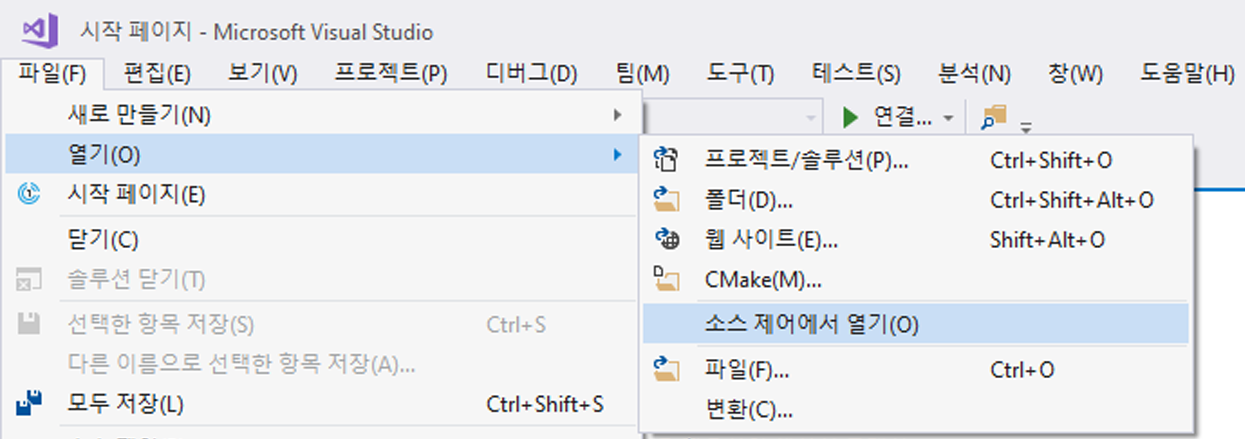 시작 페이지 - Microsoft Visual Studio
파일(F) 편집(E) 보기(V) 프로젝트(P) 디버그(D) 팀(M) 도구(T) 테스트(S) 분석(N) 창(W) 도움말(H)
연결...
새로 만들기(N)
열기(O)
시작 페이지(E)
닫기(C)
솔루션 닫기(T)
선택한 항목 저장(S) Ctrl+S
다른 이름으로 선택한 항목 저장(A)...
모두 저장(L) Ctrl+Shift+S
프로젝트/솔루션(P)... Ctrl+Shift+O
폴더(D)... Ctrl+Shift+Alt+O
웹 사이트(E)... Shift+Alt+O
CMake(M)...
소스 제어에서 열기(O)
파일(F)... Ctrl+O
변환(C)...